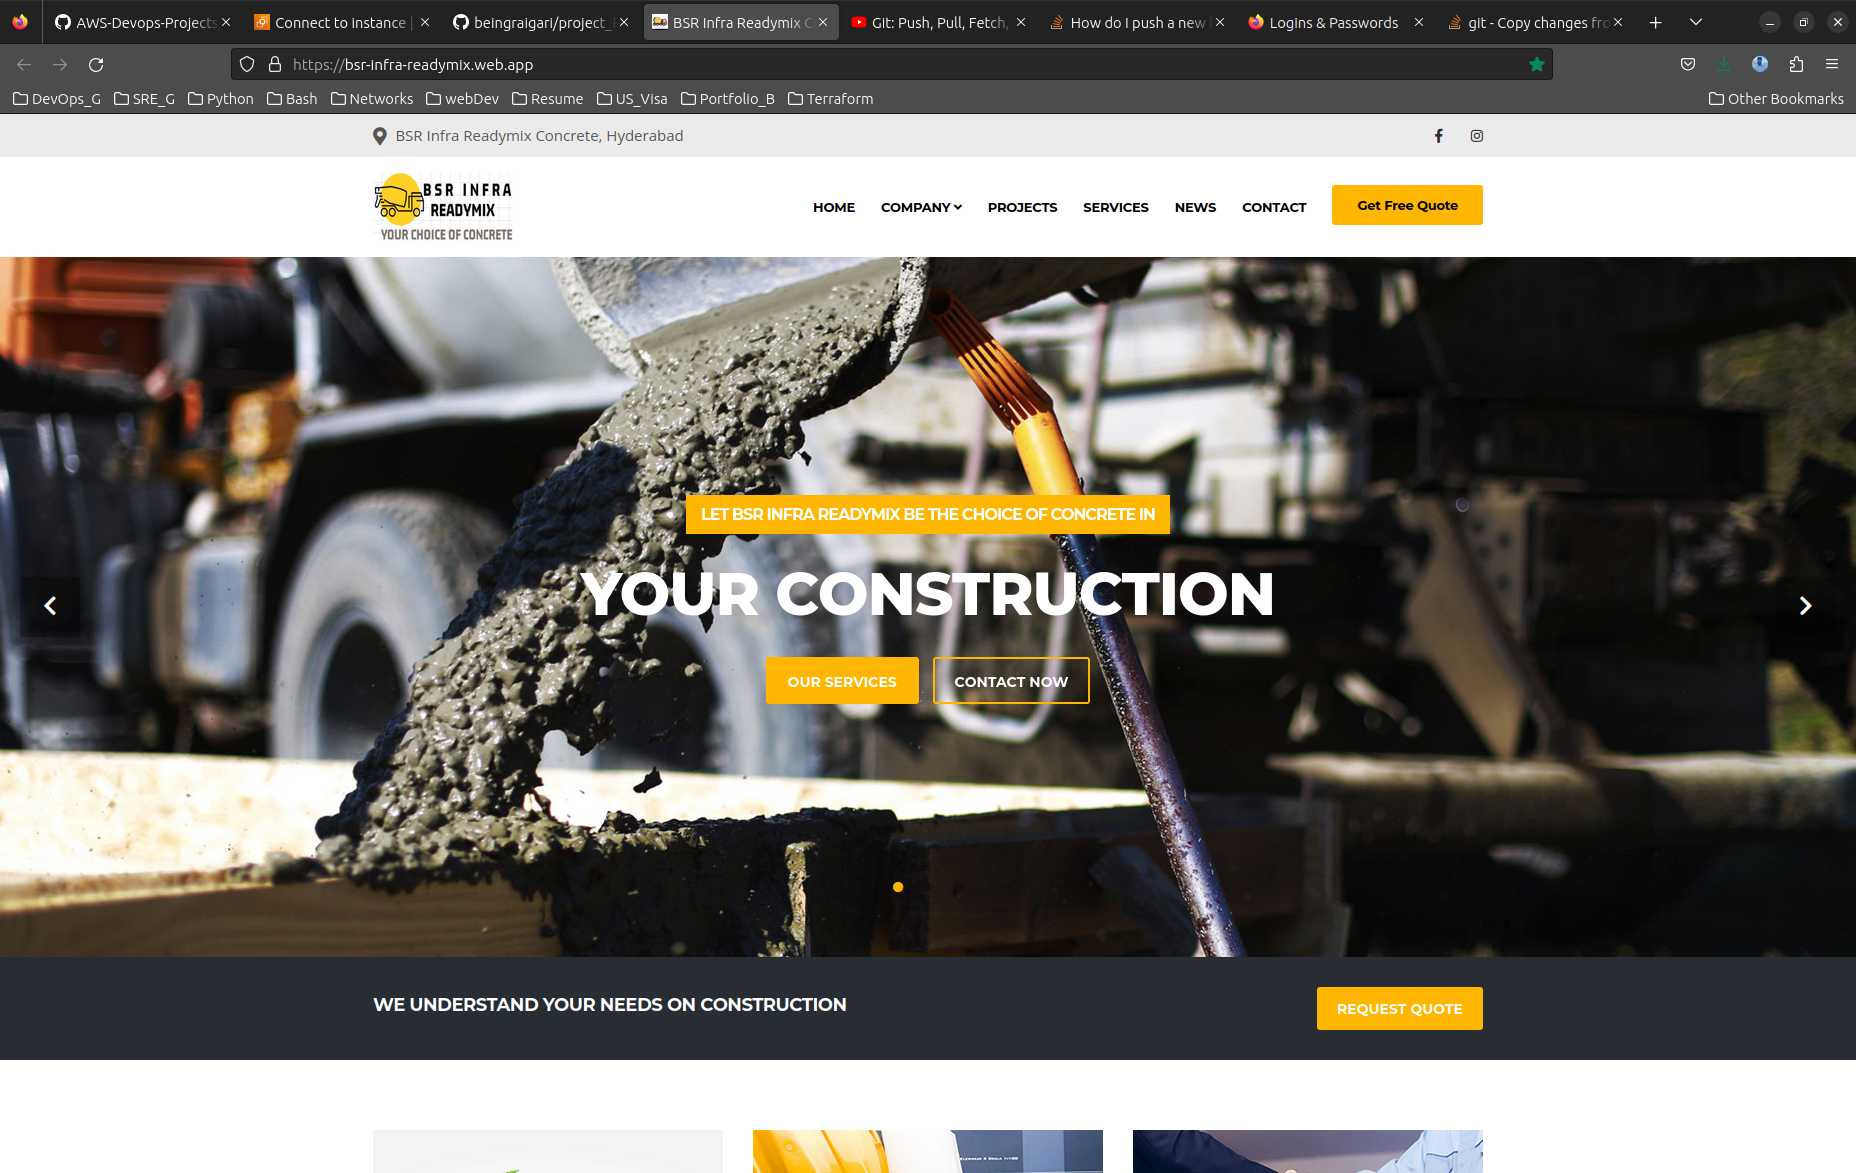 AWS-Devops-Projects
Connect to instance |
beingraigari/project_
BSR Infra Readymix C
Git: Push, Pull, Fetch,
How do I push a new
Logins & Passwords
git - Copy changes fro
https://bsr-infra-readymix.web.app
DevOps_G
SRE_G
Python
Bash
Networks
webDev
Resume
US_Visa
Portfolio_B
Terraform
Other Bookmarks
BSR Infra Readymix Concrete, Hyderabad
BSR INFRA
READYMIX
YOUR CHOICE OF CONCRETE
HOME
COMPANY
PROJECTS
SERVICES
NEWS
CONTACT
Get Free Quote
LET BSR INFRA READYMIX BE THE CHOICE OF CONCRETE IN
YOUR CONSTRUCTION
OUR SERVICES
CONTACT NOW
WE UNDERSTAND YOUR NEEDS ON CONSTRUCTION
REQUEST QUOTE